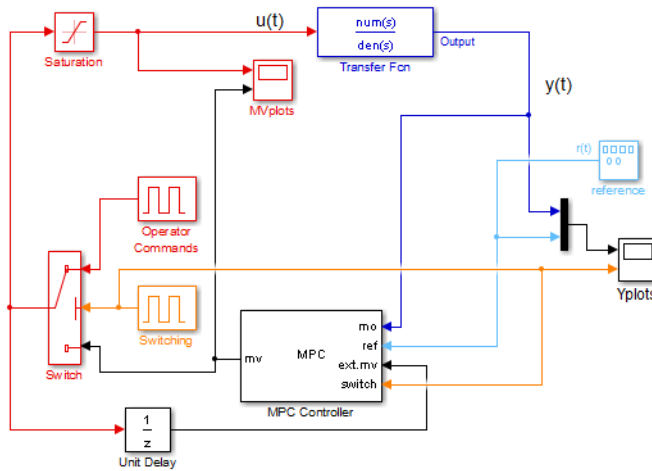 u(t)
num(s)
den(s)
Output
Saturation
Transfer Fcn
MVplots
y(t)
r(t)
reference
Operator
Commands
Yplots
Switching
mo
MPC
ref
mv
ext.mv
switch
Switch
MPC Controller
1
z
Unit Delay